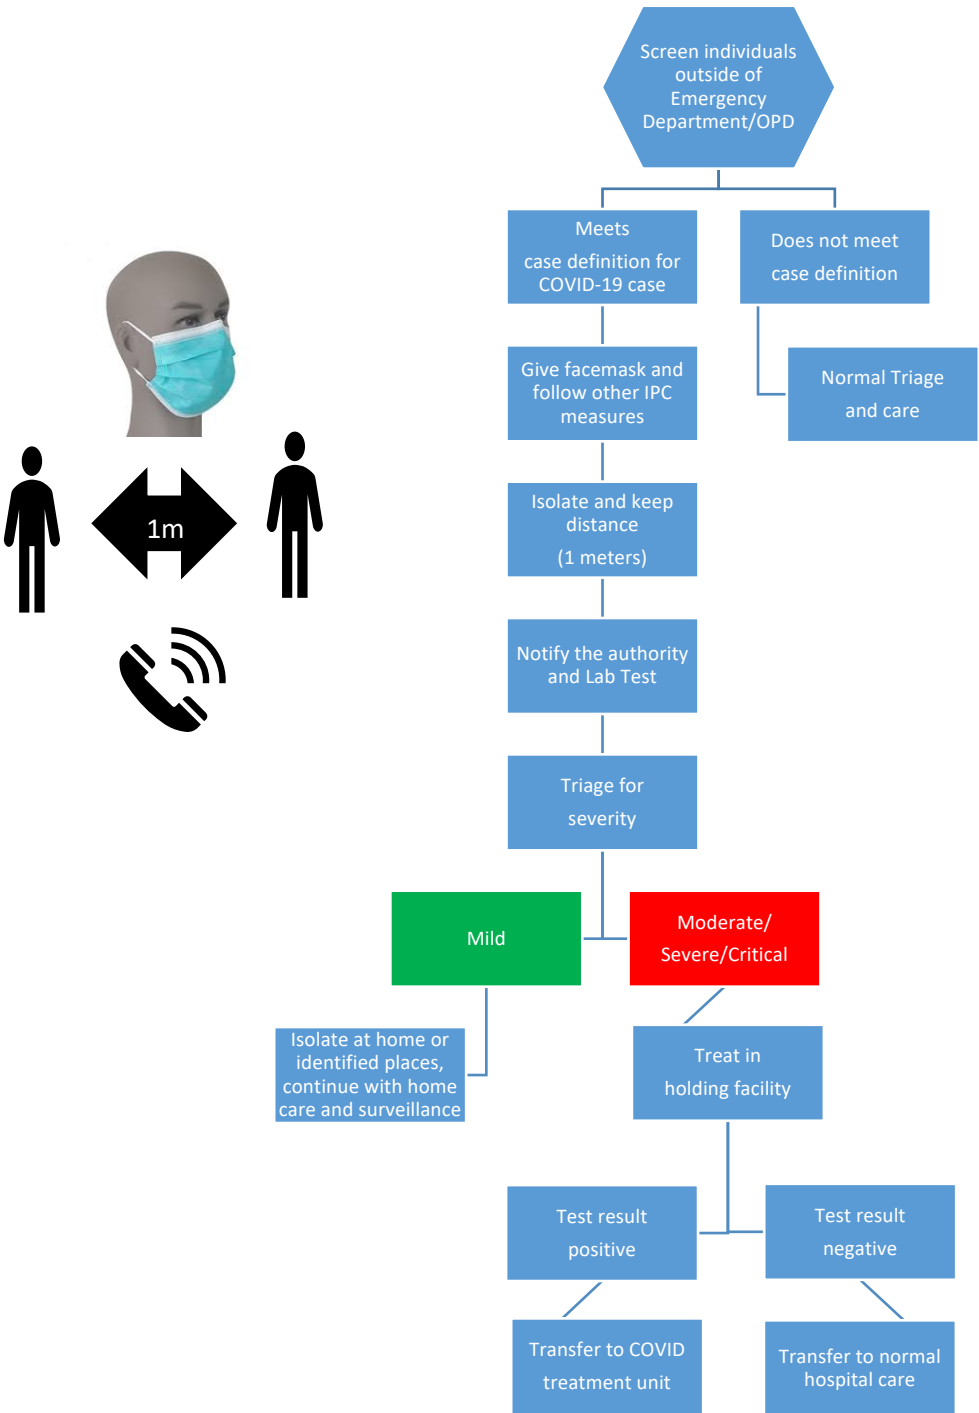 Screen individuals
outside of
Emergency
Department/OPD
Meets
case definition for
COVID-19 case
Does not meet
case definition
Give facemask and
follow other IPC
measures
Normal Triage
and care
Isolate and keep
distance
(1 meters)
1m
Notify the authority
and Lab Test
Triage for
severity
Mild
Moderate/
Severe/Critical
Isolate at home or
identified places,
continue with home
care and surveillance
Treat in
holding facility
Test result
positive
Test result
negative
Transfer to COVID
treatment unit
Transfer to normal
hospital care